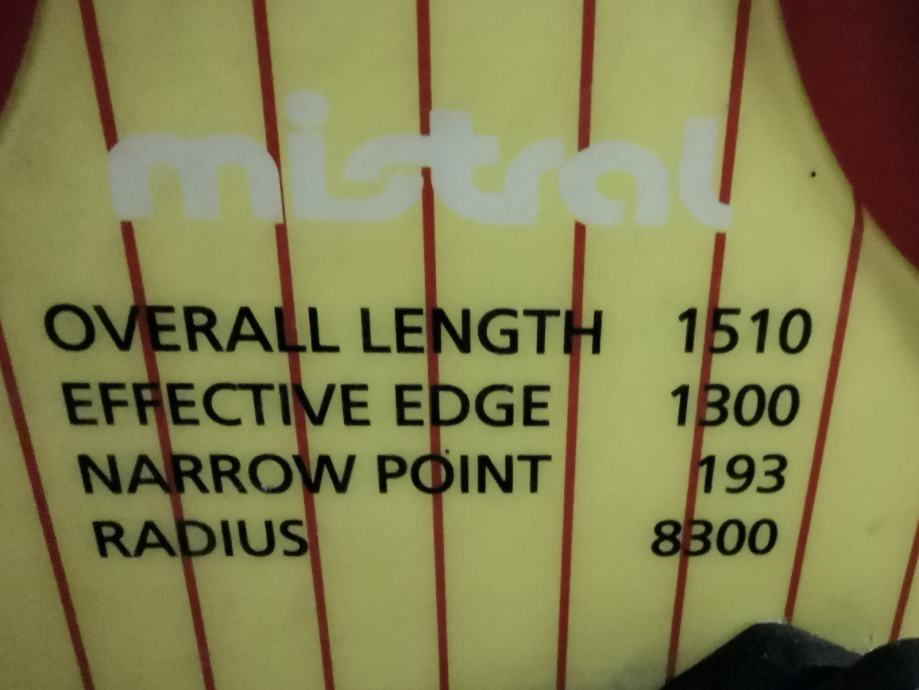 mistral
OVERALL LENGTH 1510
EFFECTIVE EDGE 1300
NARROW POINT 193
RADIUS 8300